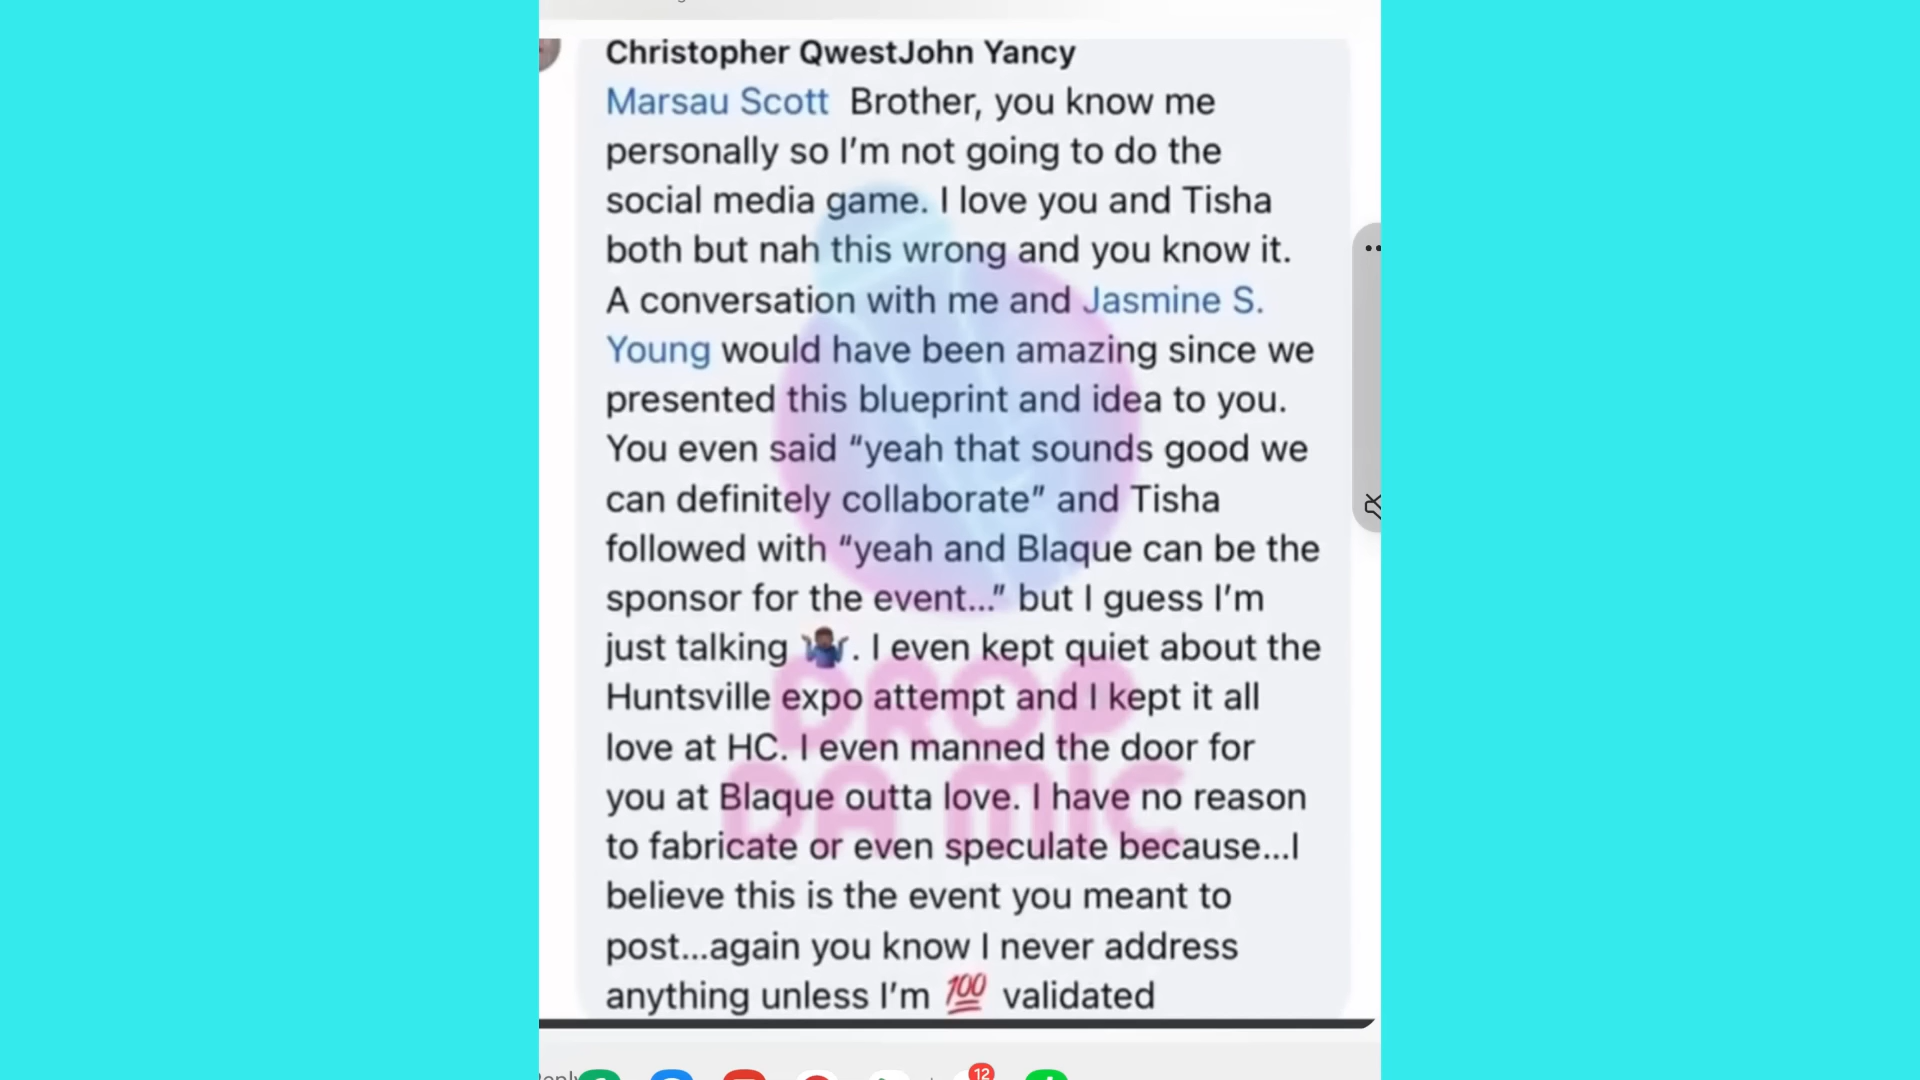 Christopher QwestJohn Yancy
Marsau Scott Brother, you know me
personally so I'm not going to do the
social media game. I love you and Tisha
both but nah this wrong and you know it.
A conversation with me and Jasmine S.
Young would have been amazing since we
presented this blueprint and idea to you.
You even said “yeah that sounds good we
can definitely collaborate” and Tisha
followed with “yeah and Blaque can be the
sponsor for the event...” but I guess I'm
just talking 🤷🏾‍♂️. I even kept quiet about the
Huntsville expo attempt and I kept it all
love at HC. I even manned the door for
you at Blaque outta love. I have no reason
to fabricate or even speculate because...I
believe this is the event you meant to
post...again you know I never address
anything unless I'm 💯 validated
DROP
DA MIC
12